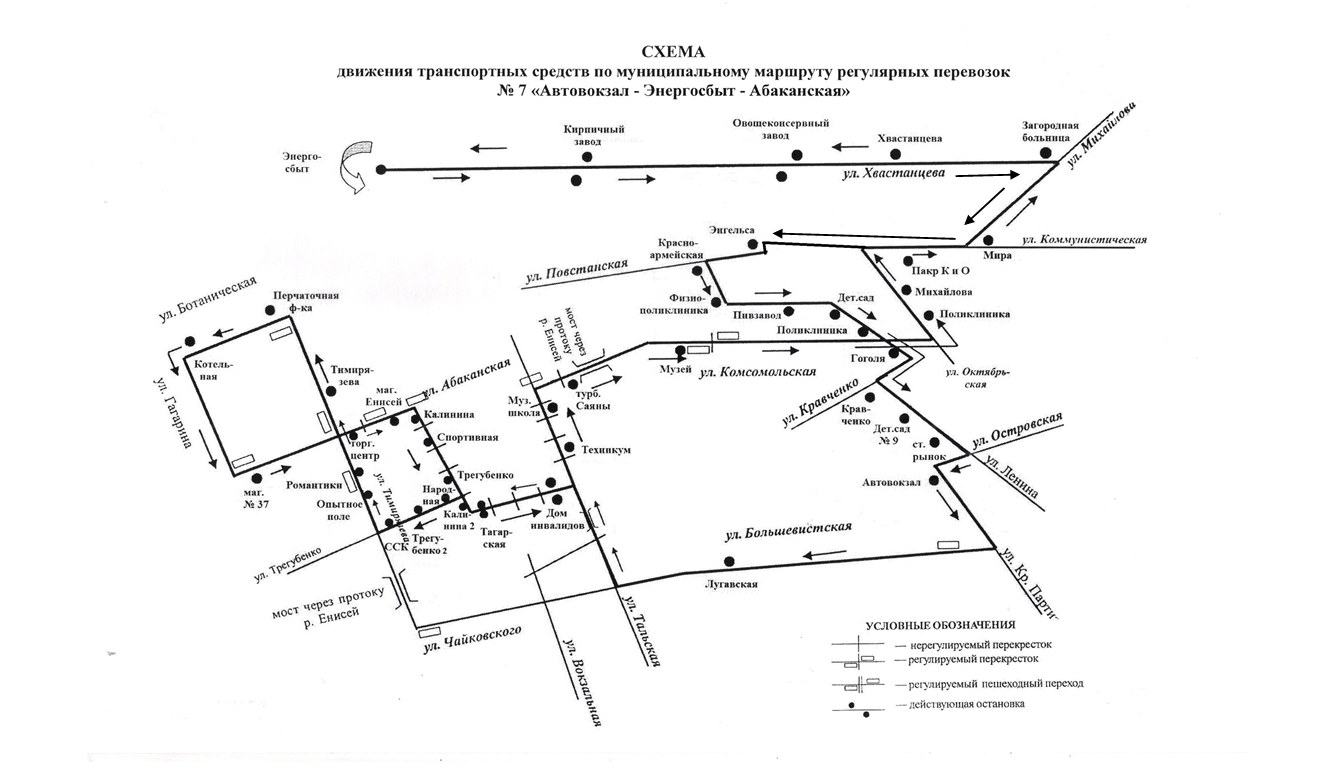 СХЕМА
движения транспортных средств по муниципальному маршруту регулярных перевозок
№ 7 «Автовокзал - Энергосбыт - Абаканская»
Энерго-
сбыт
Кирпичный
завод
Овошеконсервный
завод
Хвастанцева
Загородная
больница
ул. Михайлова
ул. Хвастанцева
Энгельса
Красно-
армейская
ул. Повстанская
Мира
ул. Коммунистическая
Пакр К и О
Михайлова
Поликлиника
Физио-
поликлиника
Пивзавод
Дет.сад
Поликлиника
Гоголя
ул. Октябрь-
ская
Музей
ул. Комсомольская
ул. Кравченко
Крав-
ченко
Дет.сад
№ 9
ст.
рынок
ул. Островская
ул. Ленина
Автовокзал
ул. Ботаническая
Перчаточная
ф-ка
Котель-
ная
ул. Гагарина
Тимиря-
зева
маг.
Енисей
ул. Абаканская
Калинина
Спортивная
торг.
центр
маг.
№ 37
Романтики
Опытное
поле
ул. Тимирязева
Народ-
ная
Трегубенко
Кали-
нина 2
ССК
Трегу-
бенко 2
Тагар-
ская
Дом
инвалидов
Муз.
школа
мост через
протоку
р. Енисей
турб.
Саяны
Техникум
ул. Трегубенко
мост через протоку
р. Енисей
ул. Чайковского
ул. Вокзальная
ул. Тальская
Лугавская
ул. Большевистская
ул. Кр. Парти-
УСЛОВНЫЕ ОБОЗНАЧЕНИЯ
— нерегулируемый перекресток
— регулируемый перекресток
— регулируемый пешеходный переход
— действующая остановка